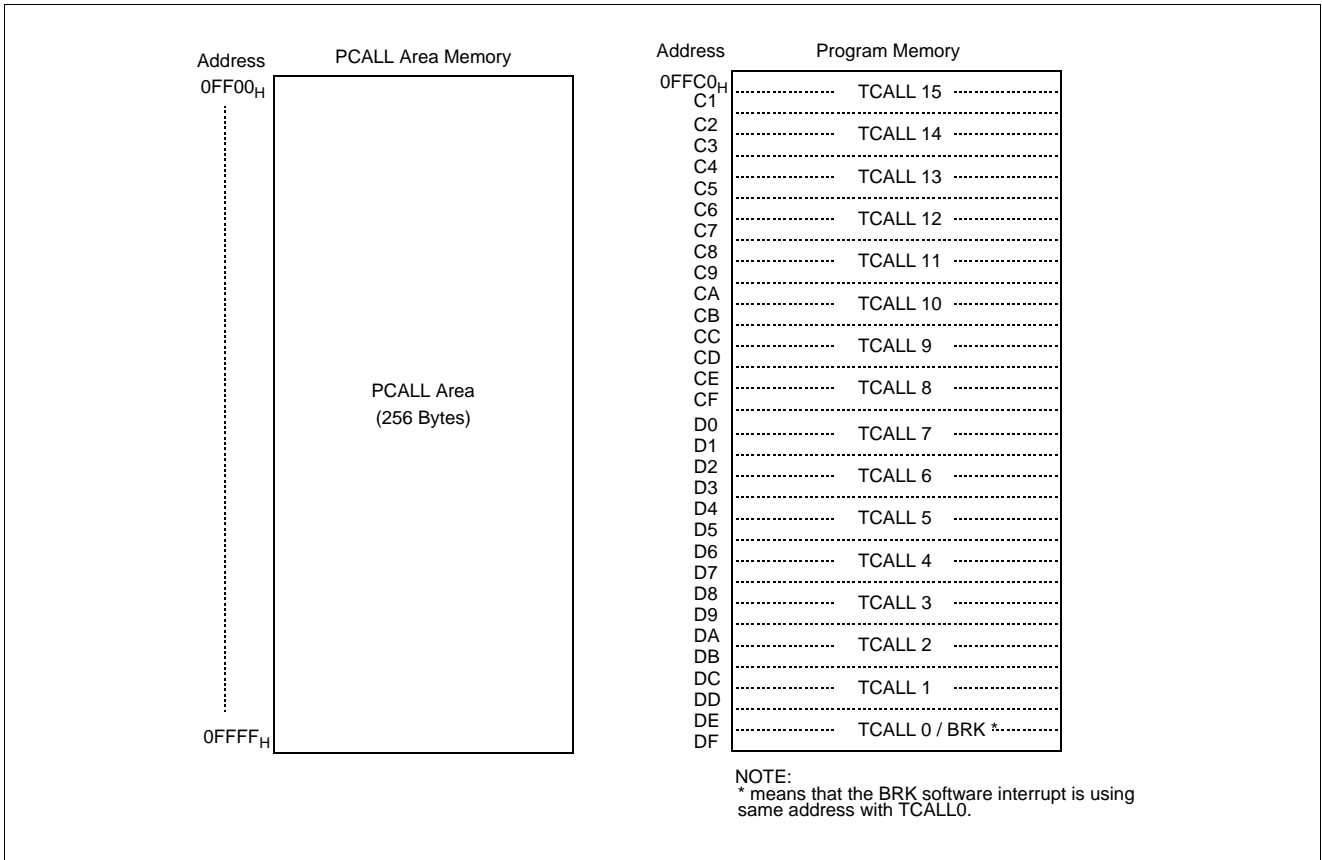 PCALL Area Memory
Address
0FF00H
PCALL Area
(256 Bytes)
0FFFFH
Address
Program Memory
0FFC0H
C1
TCALL 15
C2
C3
TCALL 14
C4
C5
TCALL 13
C6
C7
TCALL 12
C8
C9
TCALL 11
CA
CB
TCALL 10
CC
CD
TCALL 9
CE
CF
TCALL 8
D0
D1
TCALL 7
D2
D3
TCALL 6
D4
D5
TCALL 5
D6
D7
TCALL 4
D8
D9
TCALL 3
DA
DB
TCALL 2
DC
DD
TCALL 1
DE
DF
TCALL 0 / BRK *
NOTE:
* means that the BRK software interrupt is using
same address with TCALL0.